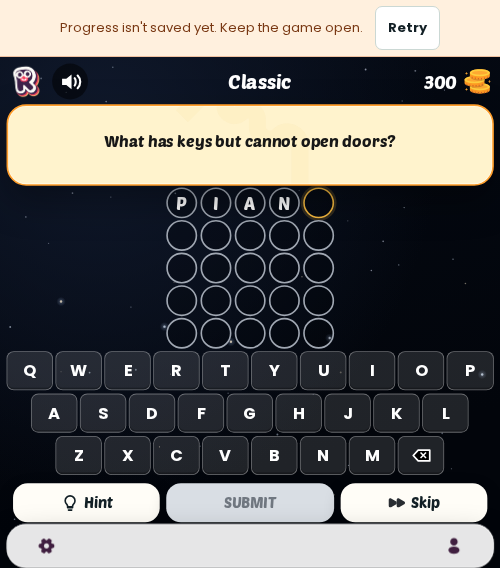 Progress isn't saved yet. Keep the game open.
Retry
R
Classic
300
What has keys but cannot open doors?
P I A N
Q W E R T Y U I O P
A S D F G H J K L
Z X C V B N M
Hint
SUBMIT
Skip